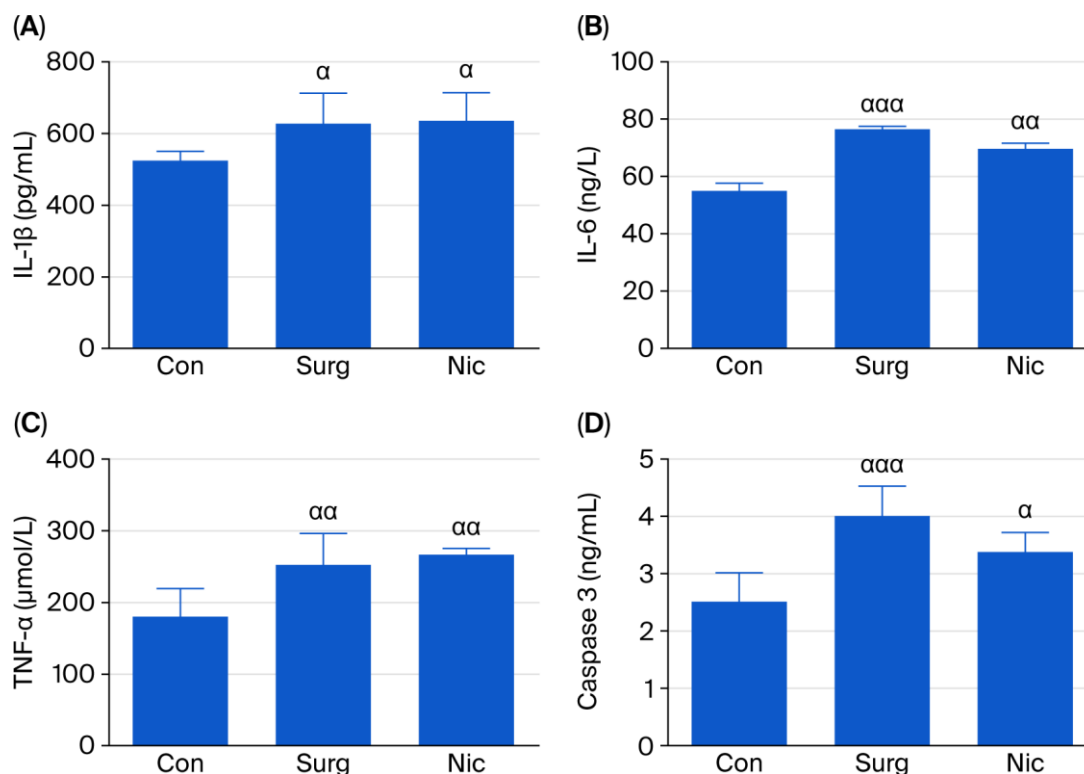 (A)
IL-1β (pg/mL)
800
600
400
200
0
α
α
Con Surg Nic
(B)
IL-6 (ng/L)
100
80
60
40
20
0
ααα
αα
Con Surg Nic
(C)
TNF-α (µmol/L)
400
300
200
100
0
αα
αα
Con Surg Nic
(D)
Caspase 3 (ng/mL)
5
4
3
2
1
0
ααα
α
Con Surg Nic